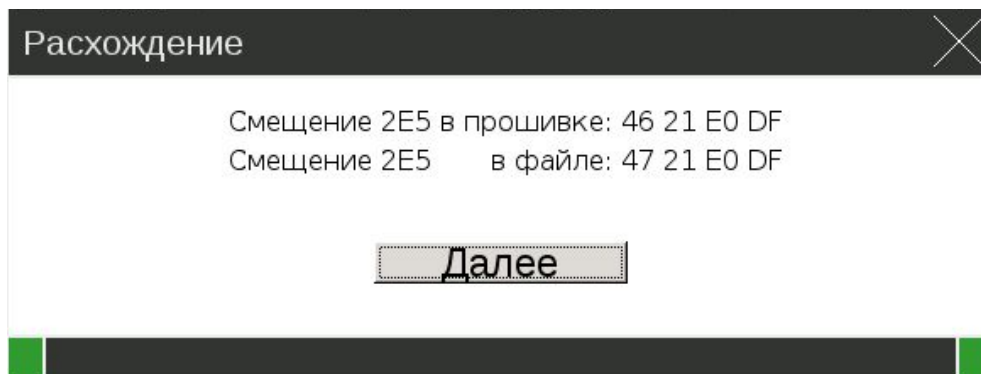 Расхождение
Смещение 2E5 в прошивке: 46 21 E0 DF
Смещение 2E5 в файле: 47 21 E0 DF
Далее